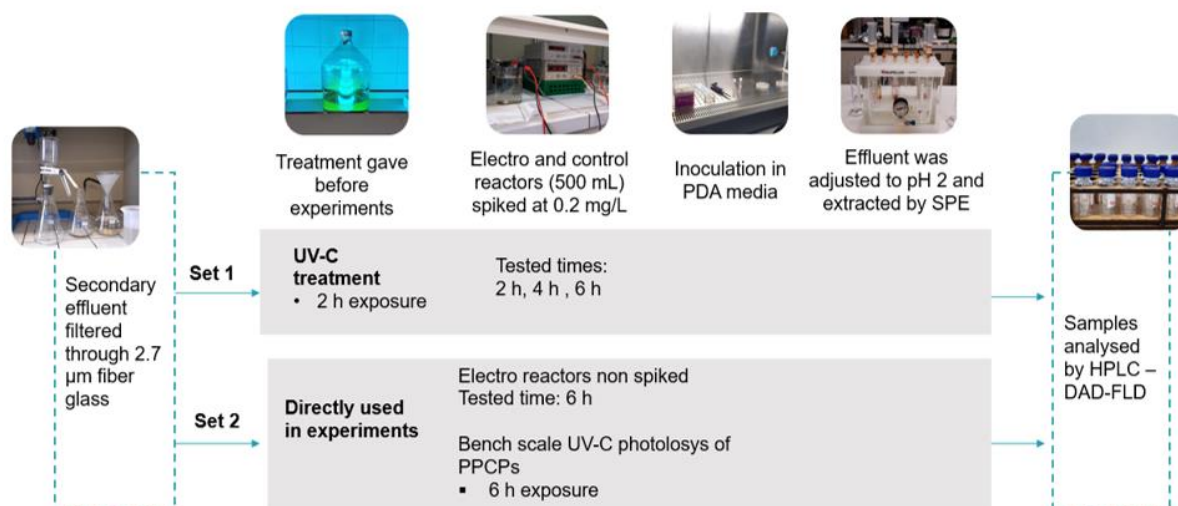 Treatment gave
before
experiments
Electro and control
reactors (500 mL)
spiked at 0.2 mg/L
Inoculation in
PDA media
Effluent was
adjusted to pH 2 and
extracted by SPE
Secondary
effluent
filtered
through 2.7
µm fiber
glass
Set 1
UV-C
treatment
• 2 h exposure
Tested times:
2 h, 4 h , 6 h
Set 2
Directly used
in experiments
Electro reactors non spiked
Tested time: 6 h
Bench scale UV-C photolosys of
PPCPs
▪ 6 h exposure
Samples
analysed
by HPLC –
DAD-FLD